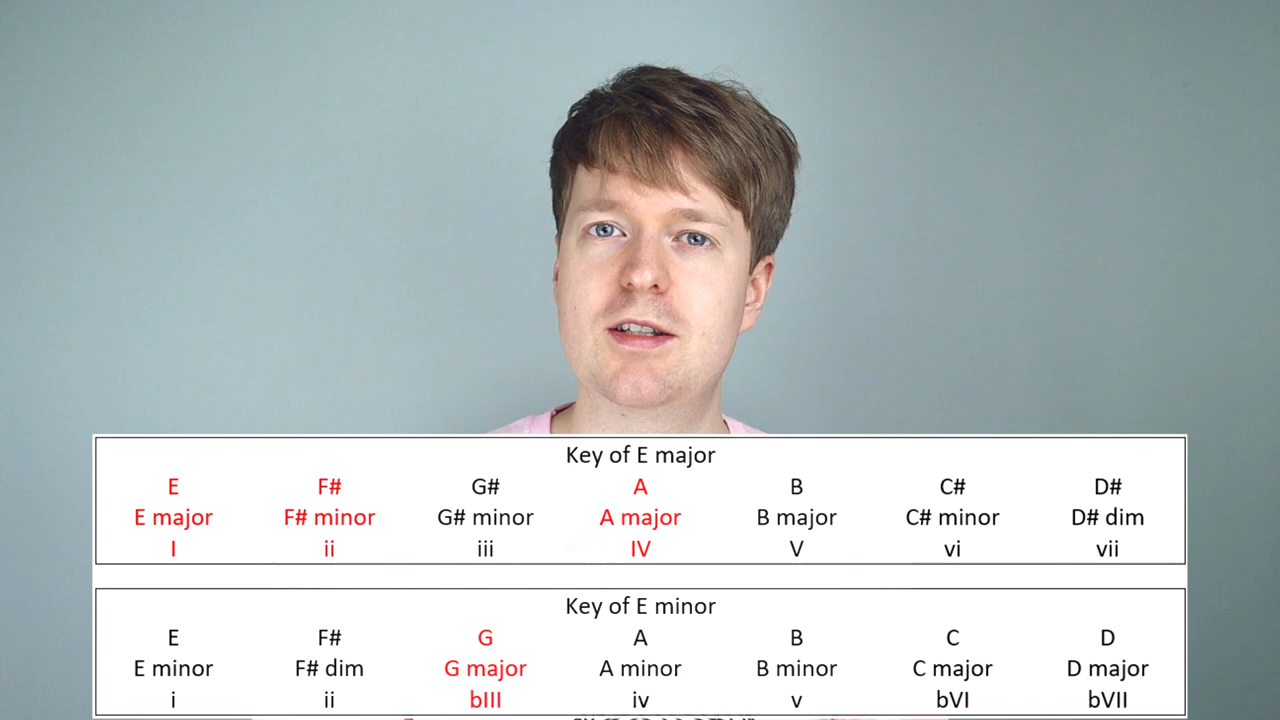 Key of E major
E F# G# A B C# D#
E major F# minor G# minor A major B major C# minor D# dim
I ii iii IV V vi vii
Key of E minor
E F# G A B C D
E minor F# dim G major A minor B minor C major D major
i ii bIII iv v bVI bVII